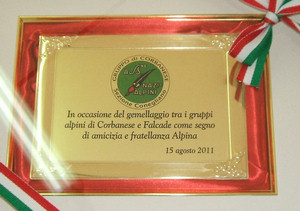 GRUPPO di CORBANESE
A.N.A.
ALPINI
Sezione Conegliano
In occasione del gemellaggio tra i gruppi
alpini di Corbanese e Falcade come segno
di amicizia e fratellanza Alpina
15 agosto 2011